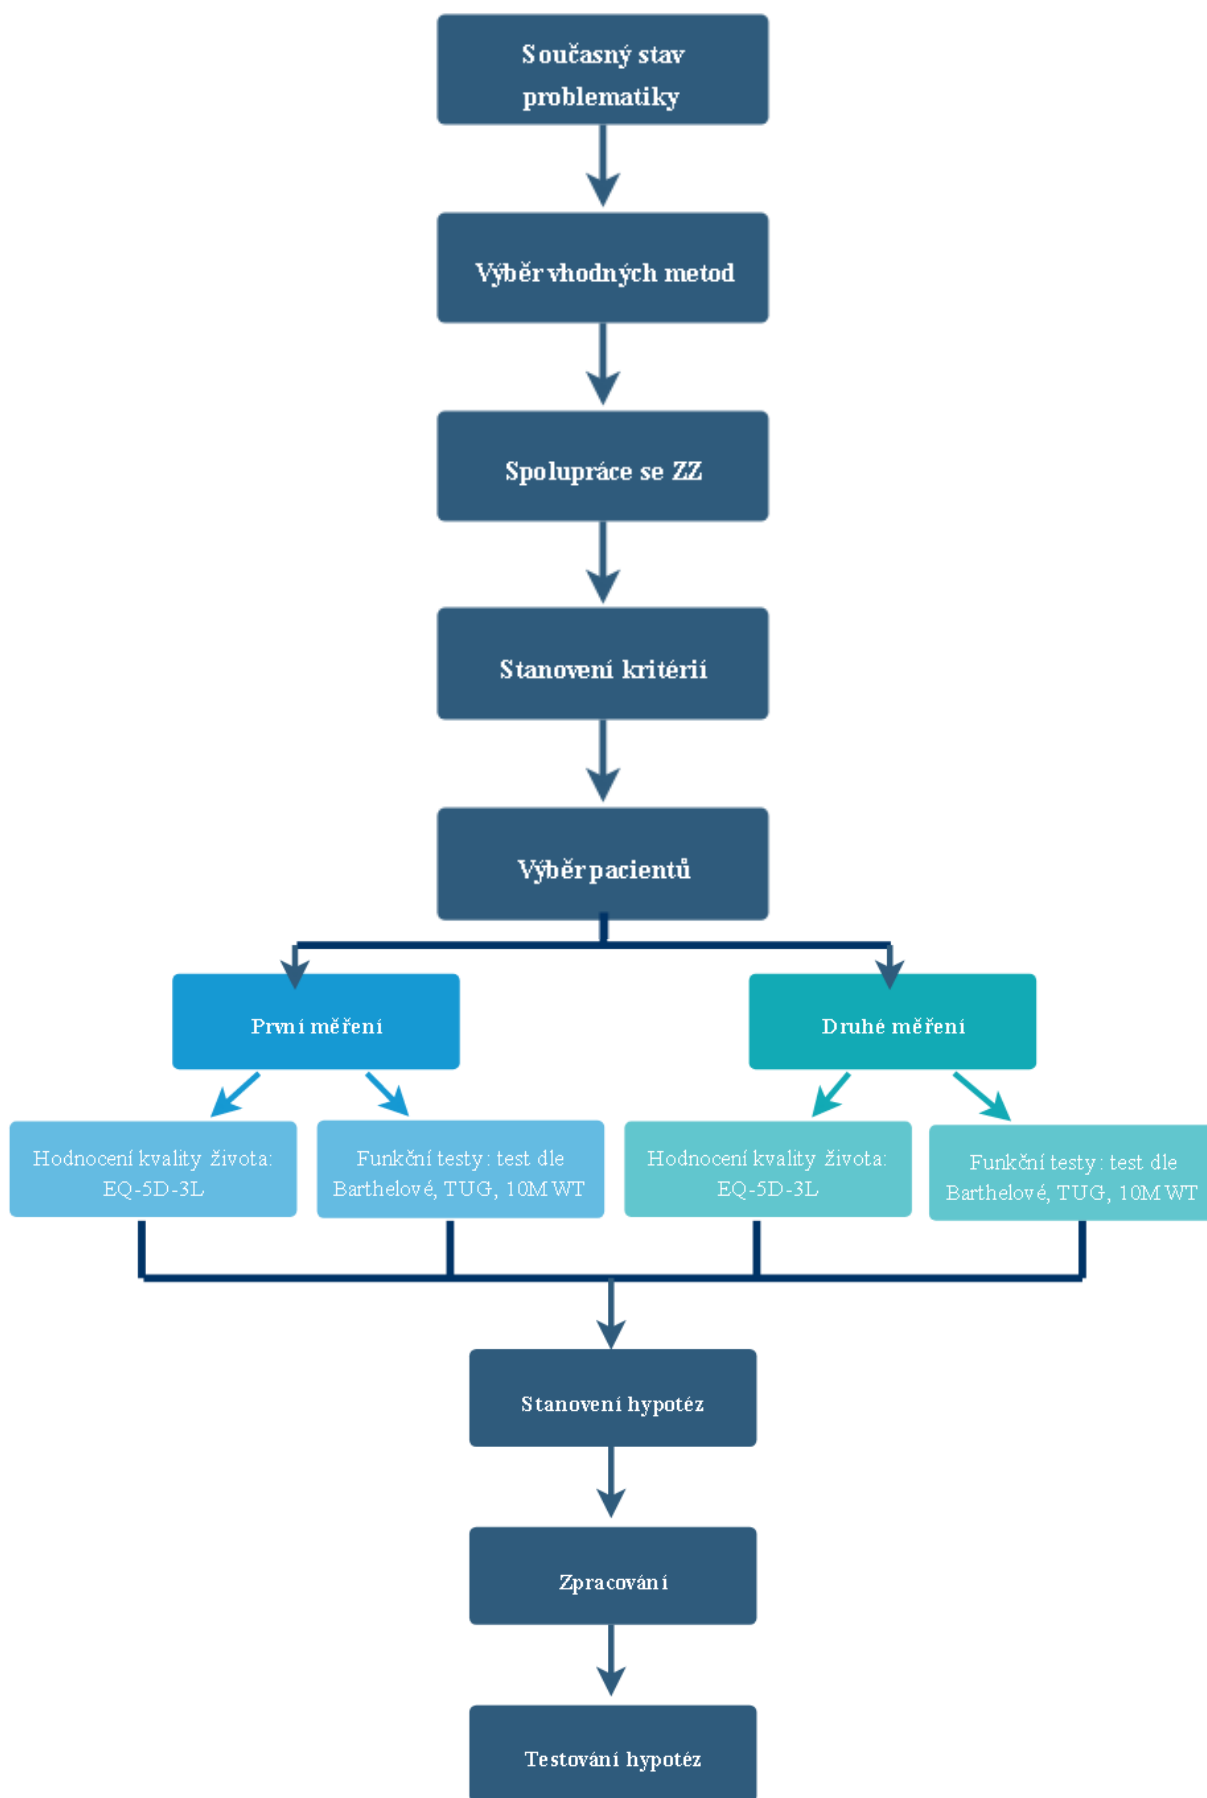 Současný stav
problematiky
Výběr vhodných metod
Spolupráce se ZZ
Stanovení kritérií
Výběr pacientů
První měření
Druhé měření
Hodnocení kvality života:
EQ-5D-3L
Funkční testy: test dle
Barthelové, TUG, 10MWT
Hodnocení kvality života:
EQ-5D-3L
Funkční testy: test dle
Barthelové, TUG, 10MWT
Stanovení hypotéz
Zpracování
Testování hypotéz